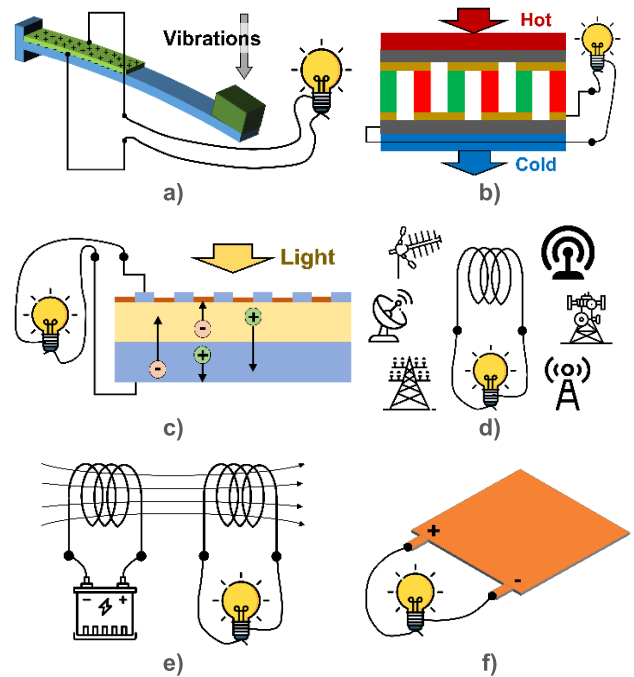 Vibrations
a)
Hot
Cold
b)
Light
+
-
+
-
c)
d)
- +
e)
+
-
f)